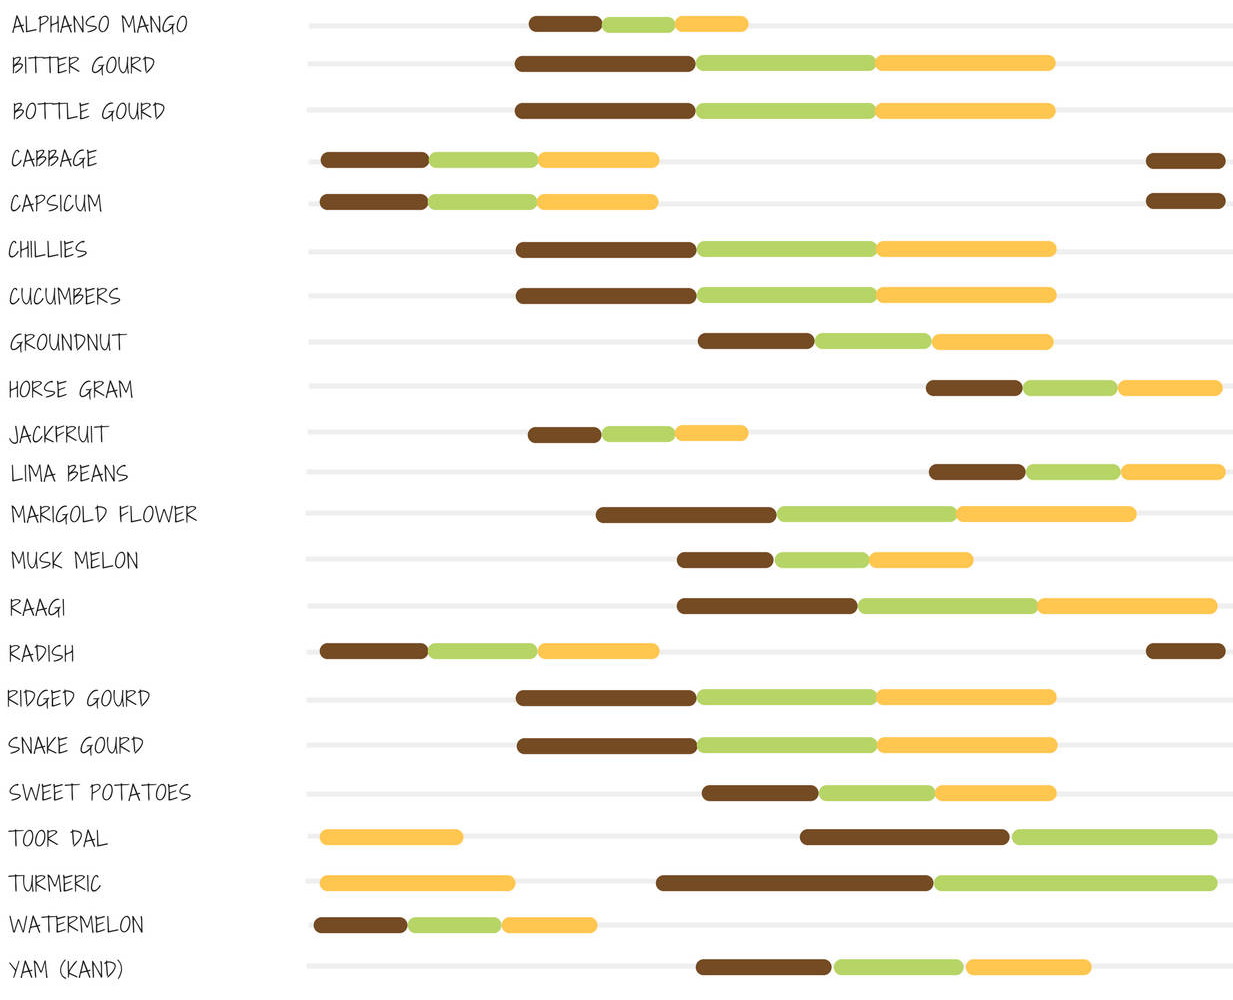 ALPHANSO MANGO
BITTER GOURD
BOTTLE GOURD
CABBAGE
CAPSICUM
CHILLIES
CUCUMBERS
GROUNDNUT
HORSE GRAM
JACKFRUIT
LIMA BEANS
MARIGOLD FLOWER
MUSK MELON
RAAGI
RADISH
RIDGED GOURD
SNAKE GOURD
SWEET POTATOES
TOOR DAL
TURMERIC
WATERMELON
YAM (KAND)